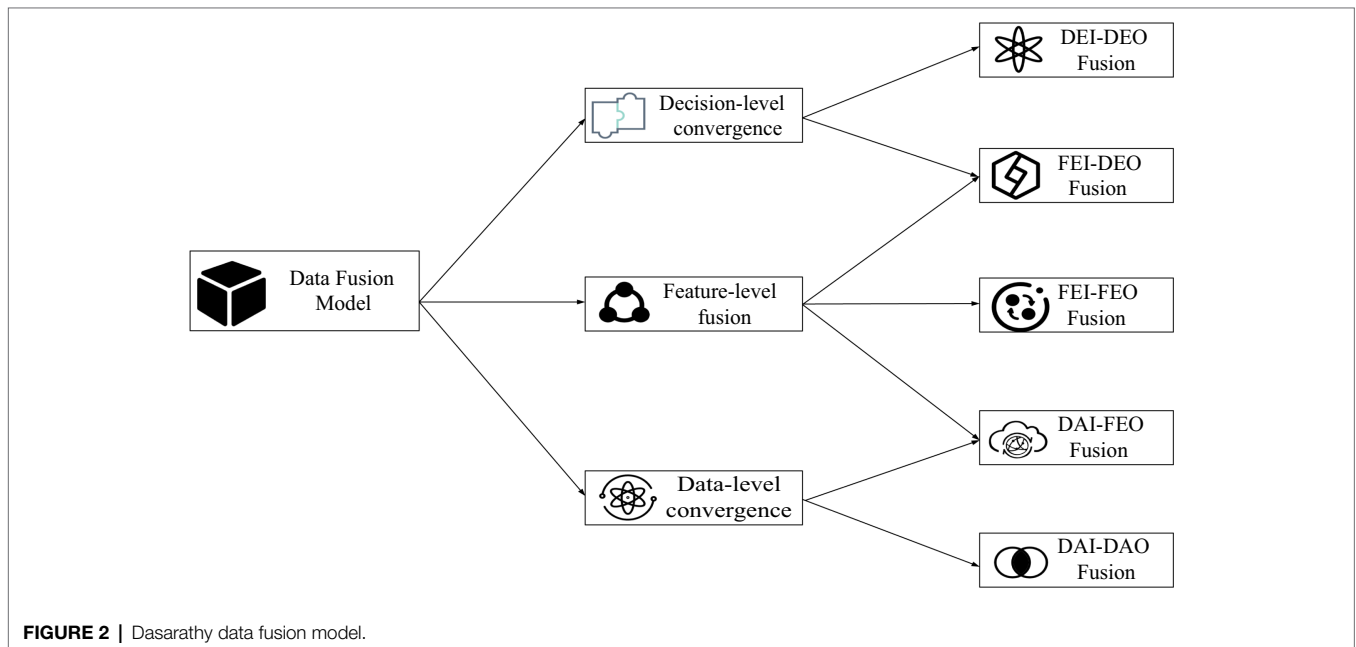 Data Fusion
Model
Decision-level
convergence
Feature-level
fusion
Data-level
convergence
DEI-DEO
Fusion
FEI-DEO
Fusion
FEI-FEO
Fusion
DAI-FEO
Fusion
DAI-DAO
Fusion
FIGURE 2 | Dasarathy data fusion model.